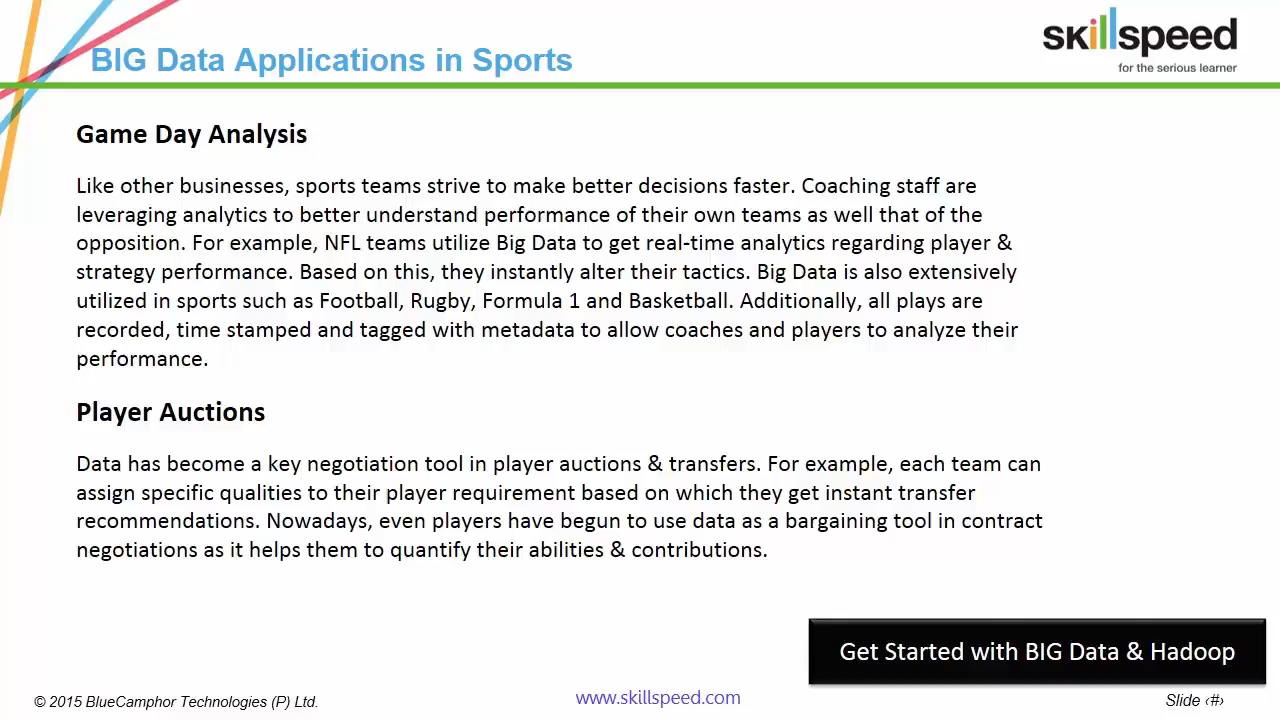 BIG Data Applications in Sports
skillspeed
for the serious learner
Game Day Analysis
Like other businesses, sports teams strive to make better decisions faster. Coaching staff are
leveraging analytics to better understand performance of their own teams as well that of the
opposition. For example, NFL teams utilize Big Data to get real-time analytics regarding player &
strategy performance. Based on this, they instantly alter their tactics. Big Data is also extensively
utilized in sports such as Football, Rugby, Formula 1 and Basketball. Additionally, all plays are
recorded, time stamped and tagged with metadata to allow coaches and players to analyze their
performance.
Player Auctions
Data has become a key negotiation tool in player auctions & transfers. For example, each team can
assign specific qualities to their player requirement based on which they get instant transfer
recommendations. Nowadays, even players have begun to use data as a bargaining tool in contract
negotiations as it helps them to quantify their abilities & contributions.
Get Started with BIG Data & Hadoop
© 2015 BlueCamphor Technologies (P) Ltd.
www.skillspeed.com
Slide ‹#›